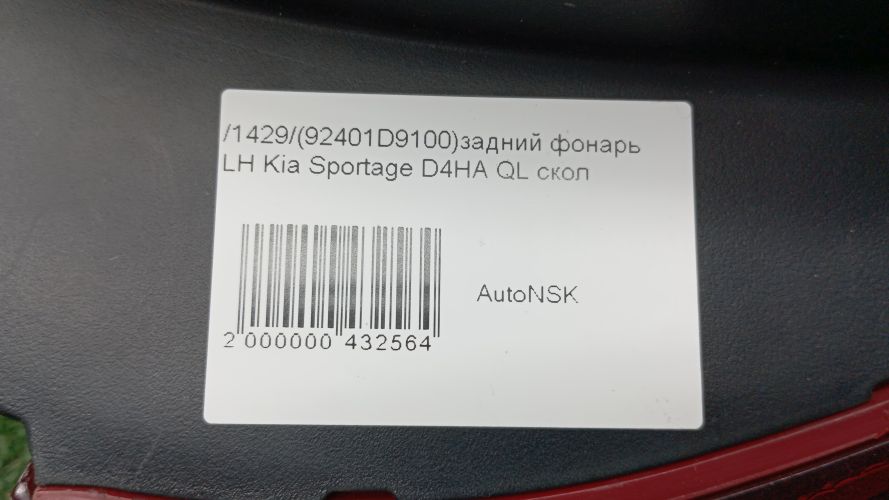 /1429/(92401D9100)задний фонарь
LH Kia Sportage D4HA QL скол
AutoNSK
2 000000 432564